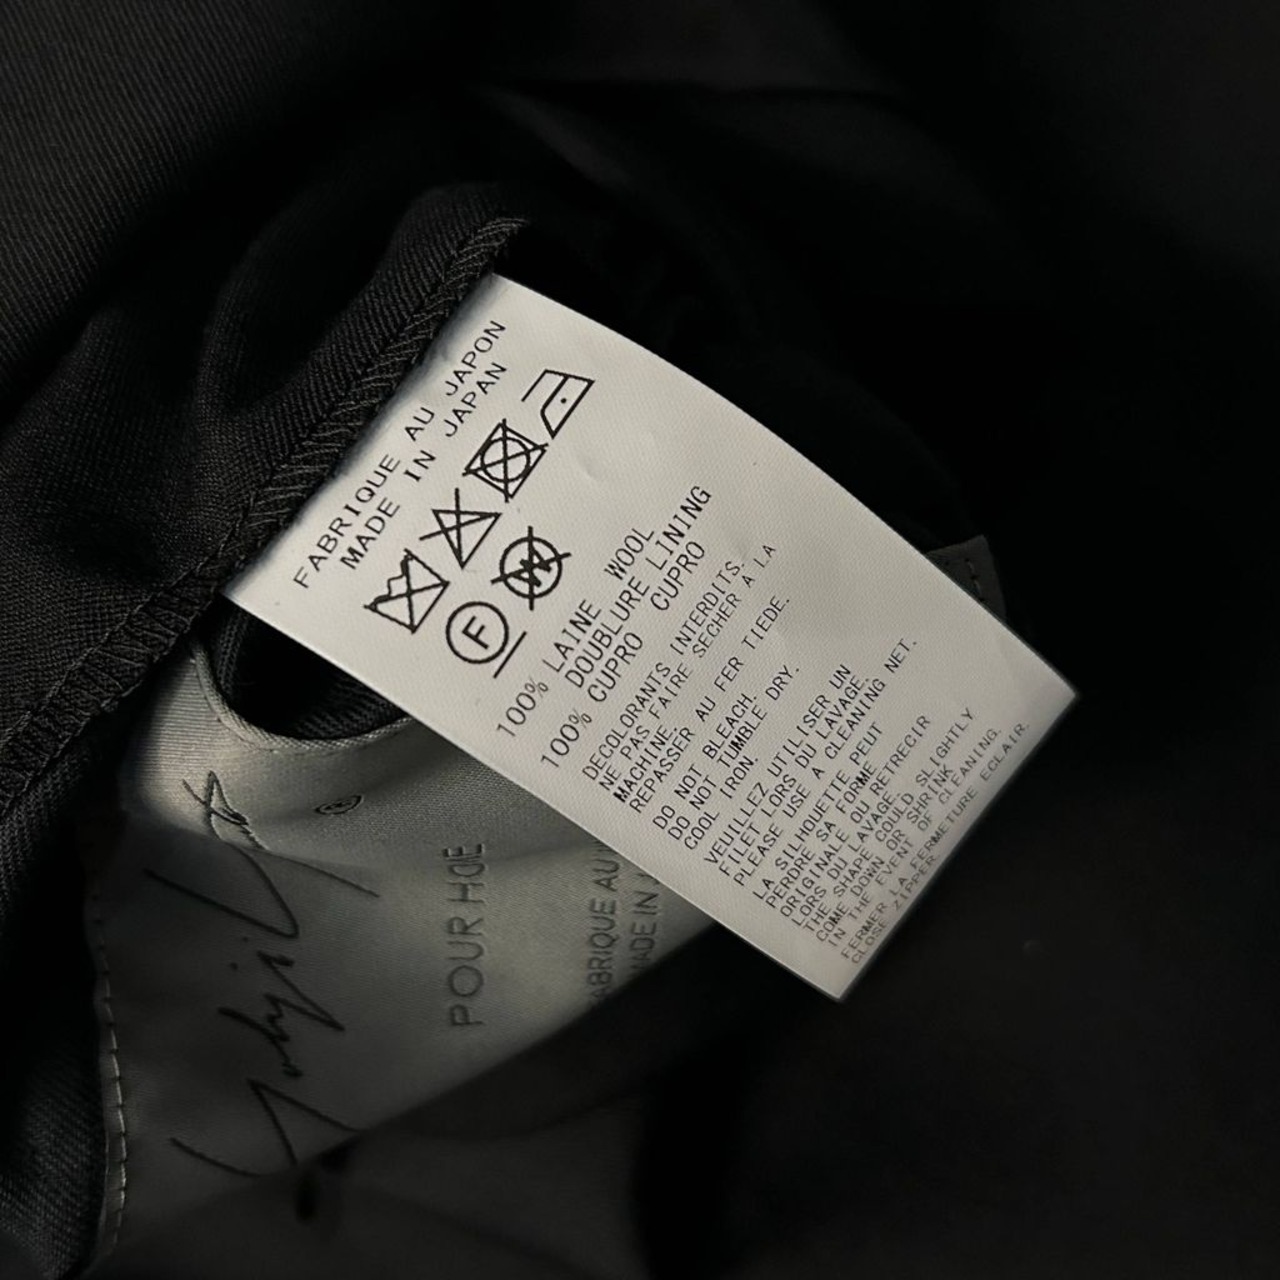 FABRIQUE AU JAPON
MADE IN JAPAN
W
F
100% LAINE WOOL
DOUBLURE LINING
100% CUPRO CUPRO
DECOLORANTS INTERDITS.
NE PAS FAIRE SECHER A LA
MACHINE.
REPASSER AU FER TIEDE.
DO NOT BLEACH.
DO NOT TUMBLE DRY.
COOL IRON.
VEUILLEZ UTILISER UN
FILET LORS DU LAVAGE.
PLEASE USE A CLEANING NET.
LA SILHOUETTE PEUT
PERDRE SA FORME
ORIGINALE OU RETRECIR
LORS DU LAVAGE.
THE SHAPE COULD SLIGHTLY
COME DOWN OR SHRINK
IN THE EVENT OF CLEANING.
FERMER LA FERMETURE ECLAIR.
CLOSE ZIPPER
Yohji Yamamoto
®
POUR HOMME
FABRIQUE AU
MADE IN